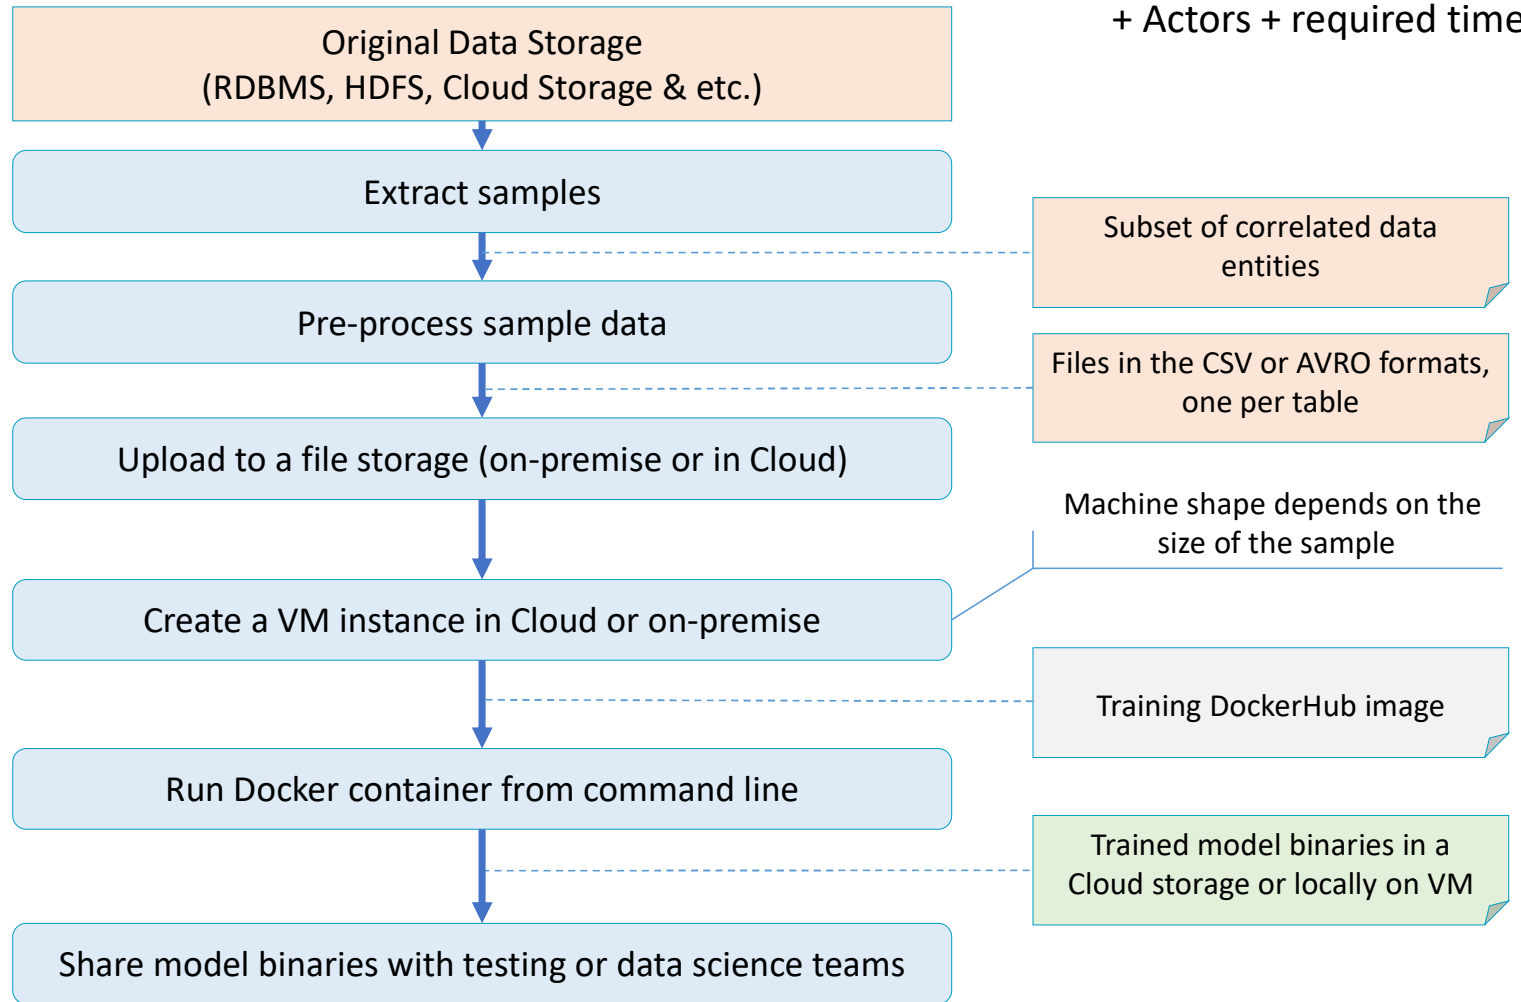 + Actors + required time
Original Data Storage
(RDBMS, HDFS, Cloud Storage & etc.)
Extract samples
Subset of correlated data
entities
Pre-process sample data
Files in the CSV or AVRO formats,
one per table
Upload to a file storage (on-premise or in Cloud)
Machine shape depends on the
size of the sample
Create a VM instance in Cloud or on-premise
Training DockerHub image
Run Docker container from command line
Trained model binaries in a
Cloud storage or locally on VM
Share model binaries with testing or data science teams